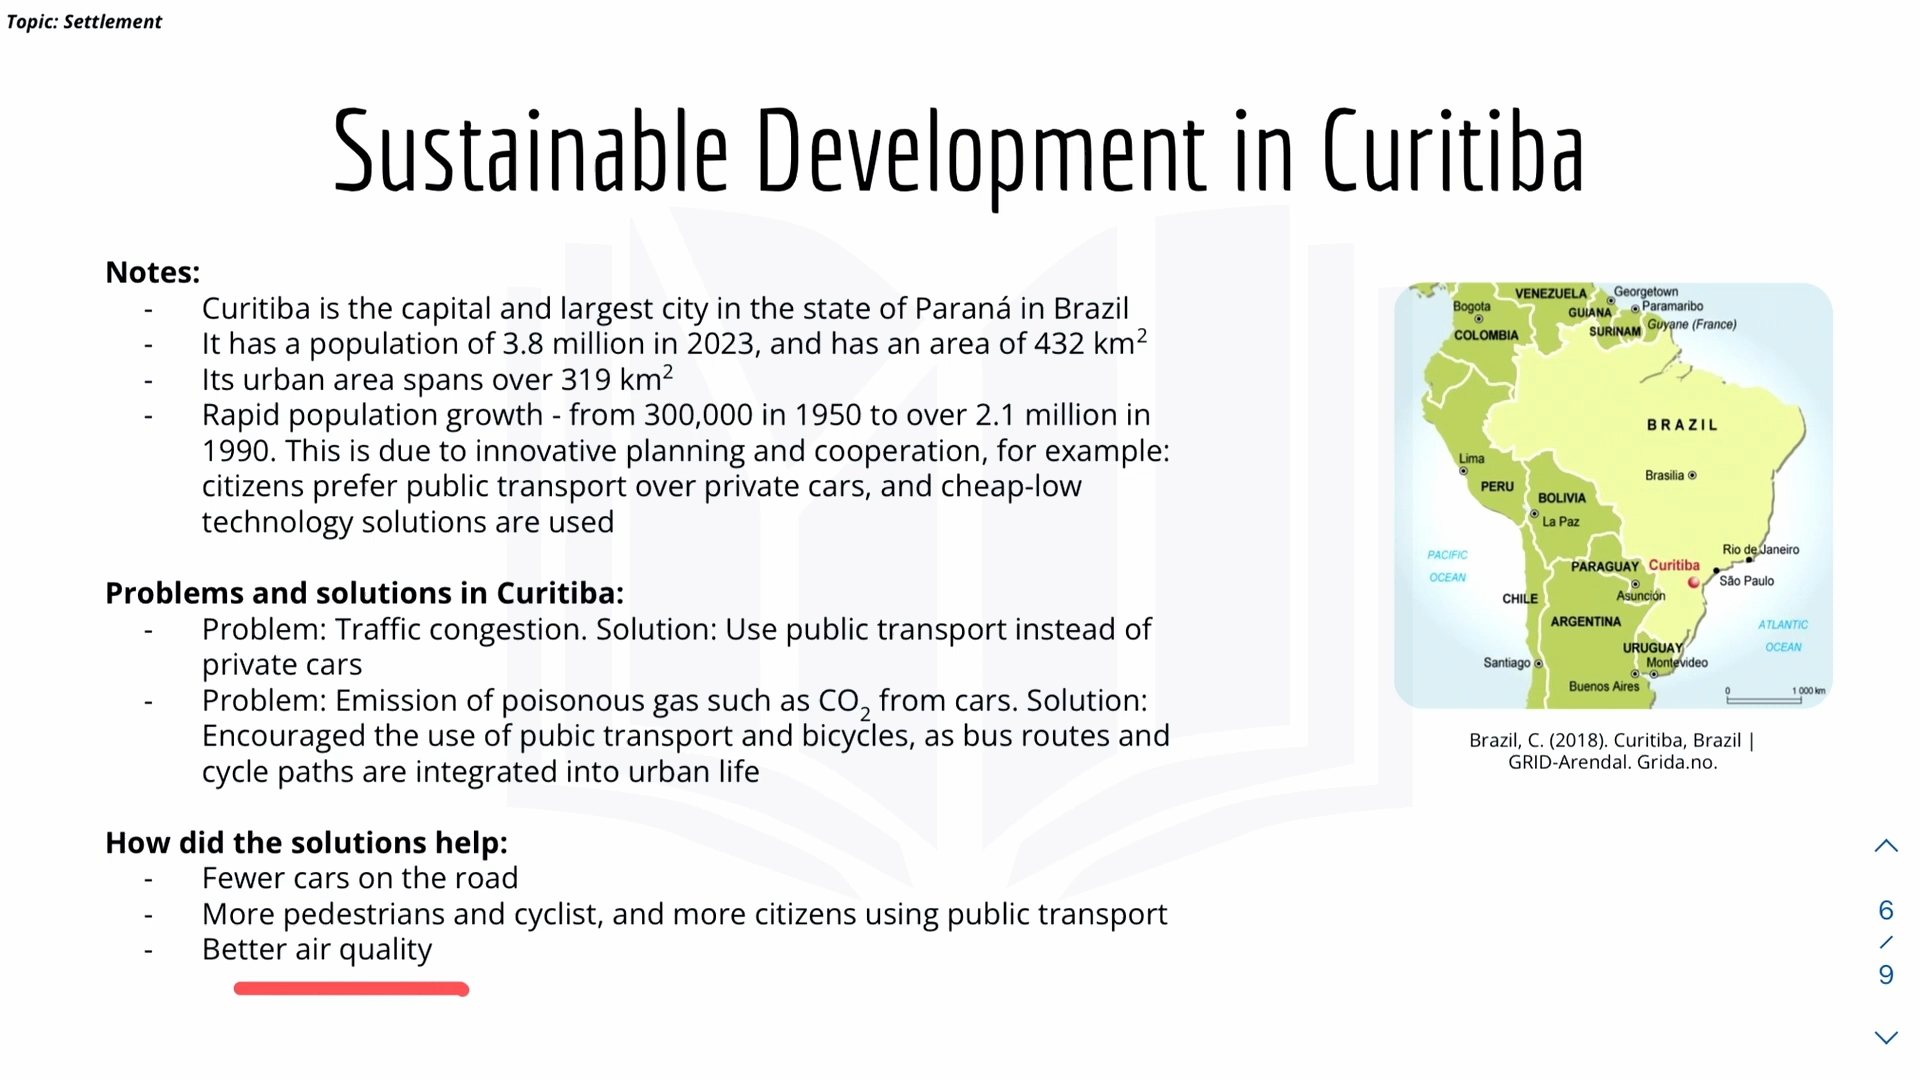 Topic: Settlement
Sustainable Development in Curitiba
Notes:
- Curitiba is the capital and largest city in the state of Paraná in Brazil
- It has a population of 3.8 million in 2023, and has an area of 432 km²
- Its urban area spans over 319 km²
- Rapid population growth - from 300,000 in 1950 to over 2.1 million in
1990. This is due to innovative planning and cooperation, for example:
citizens prefer public transport over private cars, and cheap-low
technology solutions are used
Problems and solutions in Curitiba:
- Problem: Traffic congestion. Solution: Use public transport instead of
private cars
- Problem: Emission of poisonous gas such as CO₂ from cars. Solution:
Encouraged the use of pubic transport and bicycles, as bus routes and
cycle paths are integrated into urban life
How did the solutions help:
- Fewer cars on the road
- More pedestrians and cyclist, and more citizens using public transport
- Better air quality
VENEZUELA
Georgetown
Bogota
Paramaribo
GUIANA
Guyane (France)
COLOMBIA
SURINAM
BRAZIL
Lima
Brasilia
PERU
BOLIVIA
La Paz
Rio de Janeiro
PACIFIC
OCEAN
PARAGUAY
Curitiba
São Paulo
Asunción
CHILE
ARGENTINA
ATLANTIC
OCEAN
URUGUAY
Santiago
Montevideo
Buenos Aires
0 1 000 km
Brazil, C. (2018). Curitiba, Brazil |
GRID-Arendal. Grida.no.
6
/
9